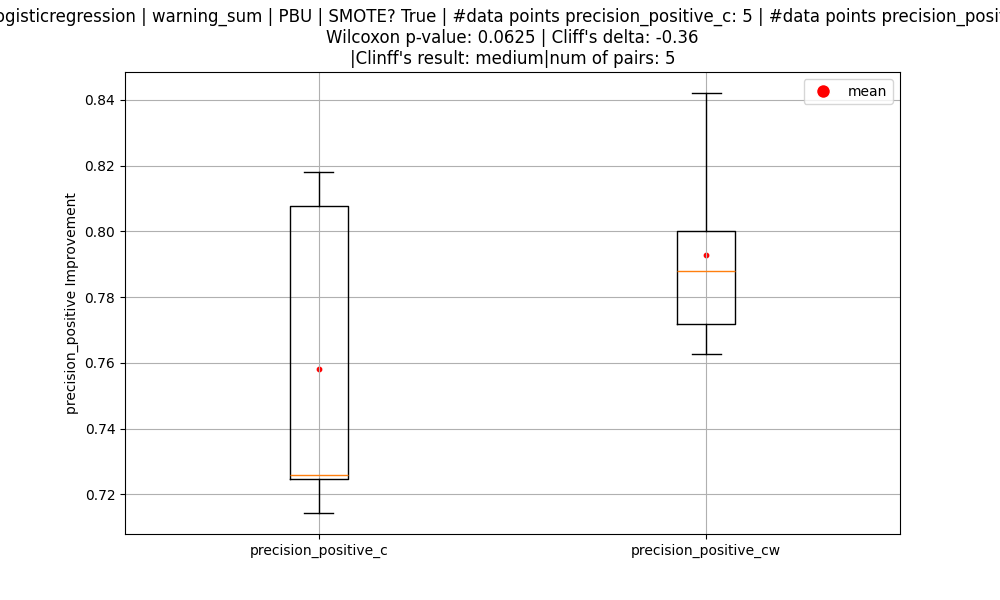 ogisticregression | warning_sum | PBU | SMOTE? True | #data points precision_positive_c: 5 | #data points precision_posi
Wilcoxon p-value: 0.0625 | Cliff's delta: -0.36
|Clinff's result: medium|num of pairs: 5
mean
0.84
0.82
0.80
0.78
0.76
0.74
0.72
precision_positive Improvement
precision_positive_c
precision_positive_cw